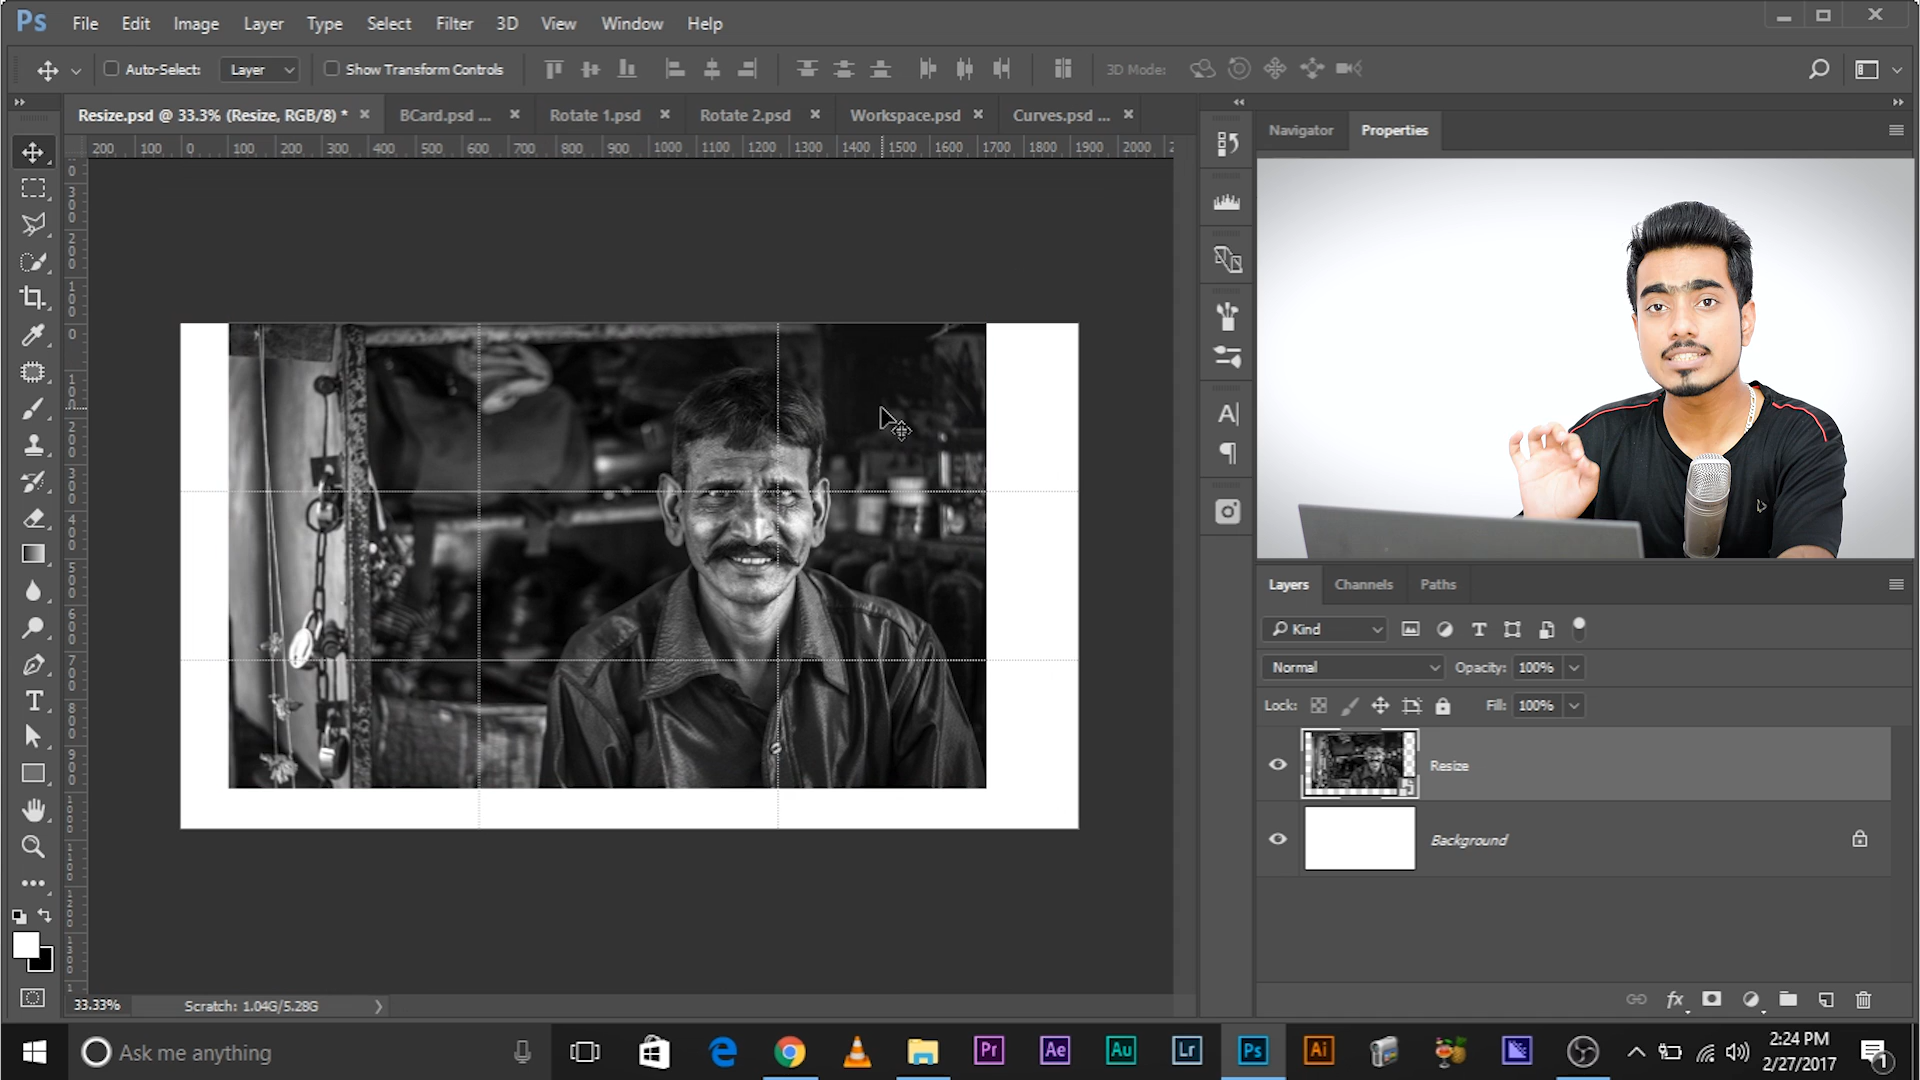 Ps File Edit Image Layer Type Select Filter 3D View Window Help
Auto-Select: Layer Show Transform Controls 3D Mode:
Resize.psd @ 33.3% (Resize, RGB/8) * × BCard.psd ... × Rotate 1.psd × Rotate 2.psd × Workspace.psd × Curves.psd ... ×
Navigator Properties
200 100 0 100 200 300 400 500 600 700 800 900 1000 1100 1200 1300 1400 1500 1600 1700 1800 1900 2000
Layers Channels Paths
Kind
Normal Opacity: 100%
Lock: Fill: 100%
Resize
Background
33.33% Scratch: 1.04G/5.28G
fx
Ask me anything
Pr Ae Au Lr Ps Ai
2:24 PM
2/27/2017
1